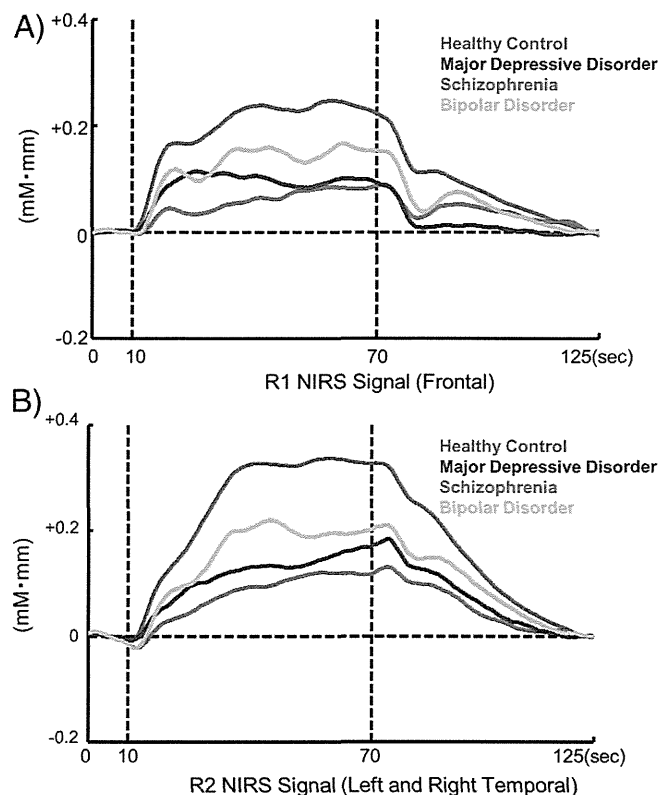 A)
+0.4
+0.2
0
-0.2
(mM·mm)
Healthy Control
Major Depressive Disorder
Schizophrenia
Bipolar Disorder
0 10 70 125(sec)
R1 NIRS Signal (Frontal)
B)
+0.4
+0.2
0
-0.2
(mM·mm)
Healthy Control
Major Depressive Disorder
Schizophrenia
Bipolar Disorder
0 10 70 125(sec)
R2 NIRS Signal (Left and Right Temporal)